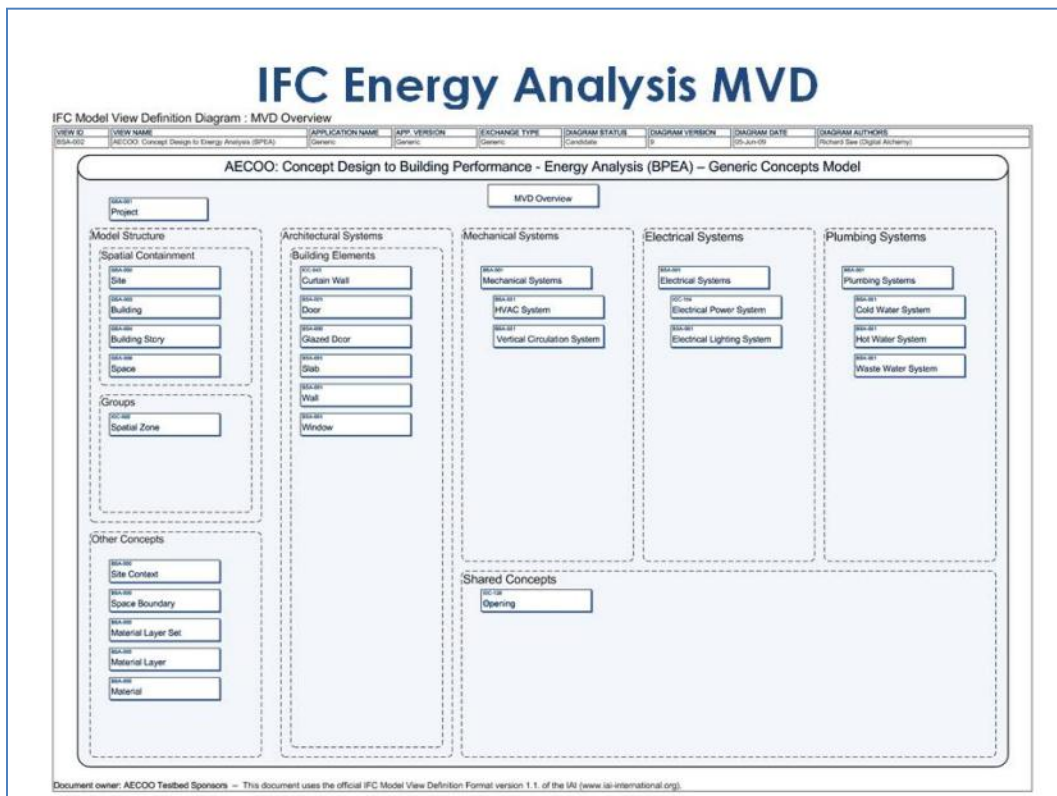 IFC Energy Analysis MVD
IFC Model View Definition Diagram : MVD Overview
VIEW ID VIEW NAME APPLICATION NAME APP. VERSION EXCHANGE TYPE DIAGRAM STATUS DIAGRAM VERSION DIAGRAM DATE DIAGRAM AUTHORS
BSA-002 AECOO: Concept Design to Energy Analysis (BPEA) Generic Generic Generic Candidate 9 05-Jun-09 Richard See (Digital Alchemy)
AECOO: Concept Design to Building Performance - Energy Analysis (BPEA) – Generic Concepts Model
MVD Overview
Project
Model Structure
Spatial Containment
Site
Building
Building Story
Space
Groups
Spatial Zone
Other Concepts
Site Context
Space Boundary
Material Layer Set
Material Layer
Material
Architectural Systems
Building Elements
Curtain Wall
Door
Glazed Door
Slab
Wall
Window
Mechanical Systems
Mechanical Systems
HVAC System
Vertical Circulation System
Electrical Systems
Electrical Systems
Electrical Power System
Electrical Lighting System
Plumbing Systems
Plumbing Systems
Cold Water System
Hot Water System
Waste Water System
Shared Concepts
Opening
Document owner: AECOO Testbed Sponsors – This document uses the official IFC Model View Definition Format version 1.1. of the IAI (www.iai-international.org).